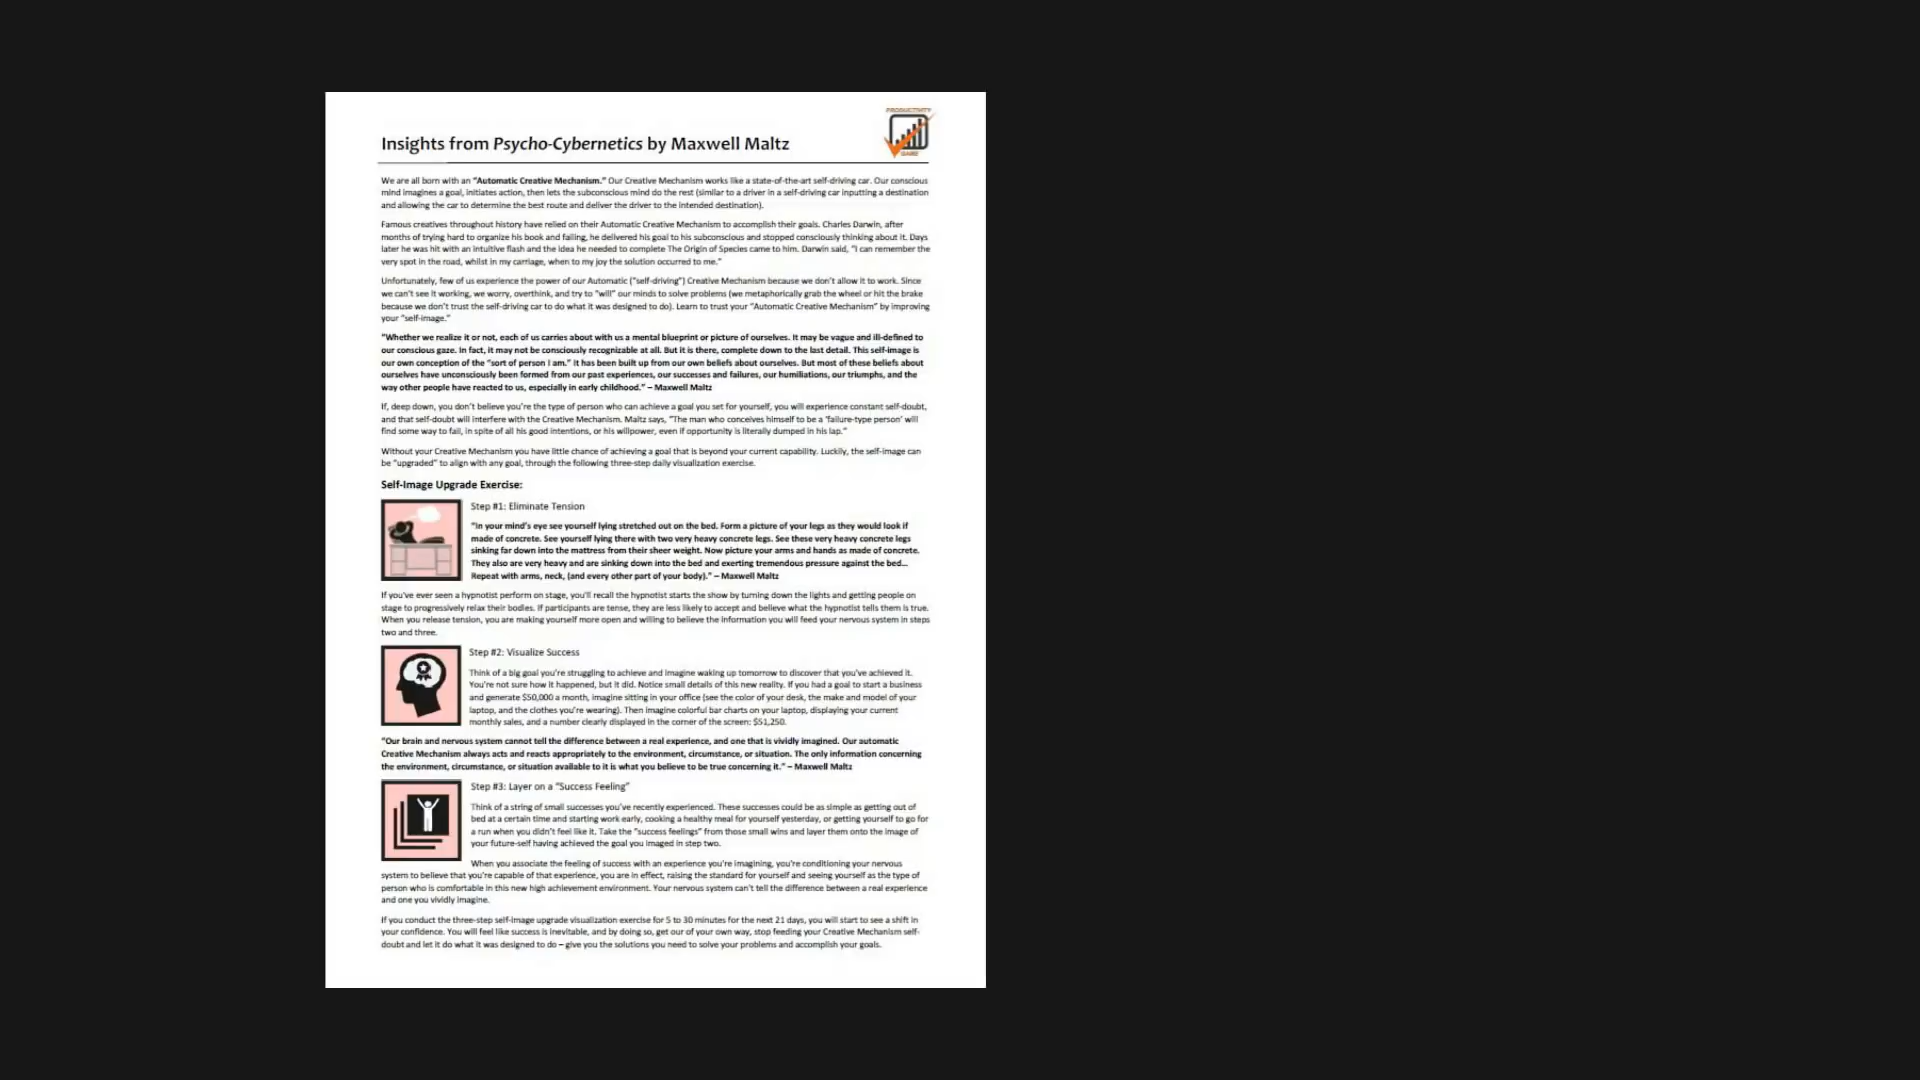 PRODUCTIVITY
GAME
Insights from Psycho-Cybernetics by Maxwell Maltz
We are all born with an "Automatic Creative Mechanism." Our Creative Mechanism works like a state-of-the-art self-driving car. Our conscious
mind imagines a goal, initiates action, then lets the subconscious mind do the rest (similar to a driver in a self-driving car inputting a destination
and allowing the car to determine the best route and deliver the driver to the intended destination).
Famous creatives throughout history have relied on their Automatic Creative Mechanism to accomplish their goals. Charles Darwin, after
months of trying hard to organize his book and failing, he delivered his goal to his subconscious and stopped consciously thinking about it. Days
later he was hit with an intuitive flash and the idea he needed to complete The Origin of Species came to him. Darwin said, "I can remember the
very spot in the road, whilst in my carriage, when to my joy the solution occurred to me."
Unfortunately, few of us experience the power of our Automatic ("self-driving") Creative Mechanism because we don't allow it to work. Since
we can't see it working, we worry, overthink, and try to "will" our minds to solve problems (we metaphorically grab the wheel or hit the brake
because we don't trust the self-driving car to do what it was designed to do). Learn to trust your "Automatic Creative Mechanism" by improving
your "self-image."
"Whether we realize it or not, each of us carries about with us a mental blueprint or picture of ourselves. It may be vague and ill-defined to
our conscious gaze. In fact, it may not be consciously recognizable at all. But it is there, complete down to the last detail. This self-image is
our own conception of the "sort of person I am." It has been built up from our own beliefs about ourselves. But most of these beliefs about
ourselves have unconsciously been formed from our past experiences, our successes and failures, our humiliations, our triumphs, and the
way other people have reacted to us, especially in early childhood." – Maxwell Maltz
If, deep down, you don't believe you're the type of person who can achieve a goal you set for yourself, you will experience constant self-doubt,
and that self-doubt will interfere with the Creative Mechanism. Maltz says, "The man who conceives himself to be a 'failure-type person' will
find some way to fail, in spite of all his good intentions, or his willpower, even if opportunity is literally dumped in his lap."
Without your Creative Mechanism you have little chance of achieving a goal that is beyond your current capability. Luckily, the self-image can
be "upgraded" to align with any goal, through the following three-step daily visualization exercise.
Self-Image Upgrade Exercise:
Step #1: Eliminate Tension
"In your mind's eye see yourself lying stretched out on the bed. Form a picture of your legs as they would look if
made of concrete. See yourself lying there with two very heavy concrete legs. See these very heavy concrete legs
sinking far down into the mattress from their sheer weight. Now picture your arms and hands as made of concrete.
They also are very heavy and are sinking down into the bed and exerting tremendous pressure against the bed…
Repeat with arms, neck, (and every other part of your body)." – Maxwell Maltz
If you've ever seen a hypnotist perform on stage, you'll recall the hypnotist starts the show by turning down the lights and getting people on
stage to progressively relax their bodies. If participants are tense, they are less likely to accept and believe what the hypnotist tells them is true.
When you release tension, you are making yourself more open and willing to believe the information you will feed your nervous system in steps
two and three.
Step #2: Visualize Success
Think of a big goal you're struggling to achieve and imagine waking up tomorrow to discover that you've achieved it.
You're not sure how it happened, but it did. Notice small details of this new reality. If you had a goal to start a business
and generate $50,000 a month, imagine sitting in your office (see the color of your desk, the make and model of your
laptop, and the clothes you're wearing). Then imagine colorful bar charts on your laptop, displaying your current
monthly sales, and a number clearly displayed in the corner of the screen: $51,250.
"Our brain and nervous system cannot tell the difference between a real experience, and one that is vividly imagined. Our automatic
Creative Mechanism always acts and reacts appropriately to the environment, circumstance, or situation. The only information concerning
the environment, circumstance, or situation available to it is what you believe to be true concerning it." – Maxwell Maltz
Step #3: Layer on a "Success Feeling"
Think of a string of small successes you've recently experienced. These successes could be as simple as getting out of
bed at a certain time and starting work early, cooking a healthy meal for yourself yesterday, or getting yourself to go for
a run when you didn't feel like it. Take the "success feelings" from those small wins and layer them onto the image of
your future-self having achieved the goal you imaged in step two.
When you associate the feeling of success with an experience you're imagining, you're conditioning your nervous
system to believe that you're capable of that experience, you are in effect, raising the standard for yourself and seeing yourself as the type of
person who is comfortable in this new high achievement environment. Your nervous system can't tell the difference between a real experience
and one you vividly imagine.
If you conduct the three-step self-image upgrade visualization exercise for 5 to 30 minutes for the next 21 days, you will start to see a shift in
your confidence. You will feel like success is inevitable, and by doing so, get our of your own way, stop feeding your Creative Mechanism self-
doubt and let it do what it was designed to do – give you the solutions you need to solve your problems and accomplish your goals.